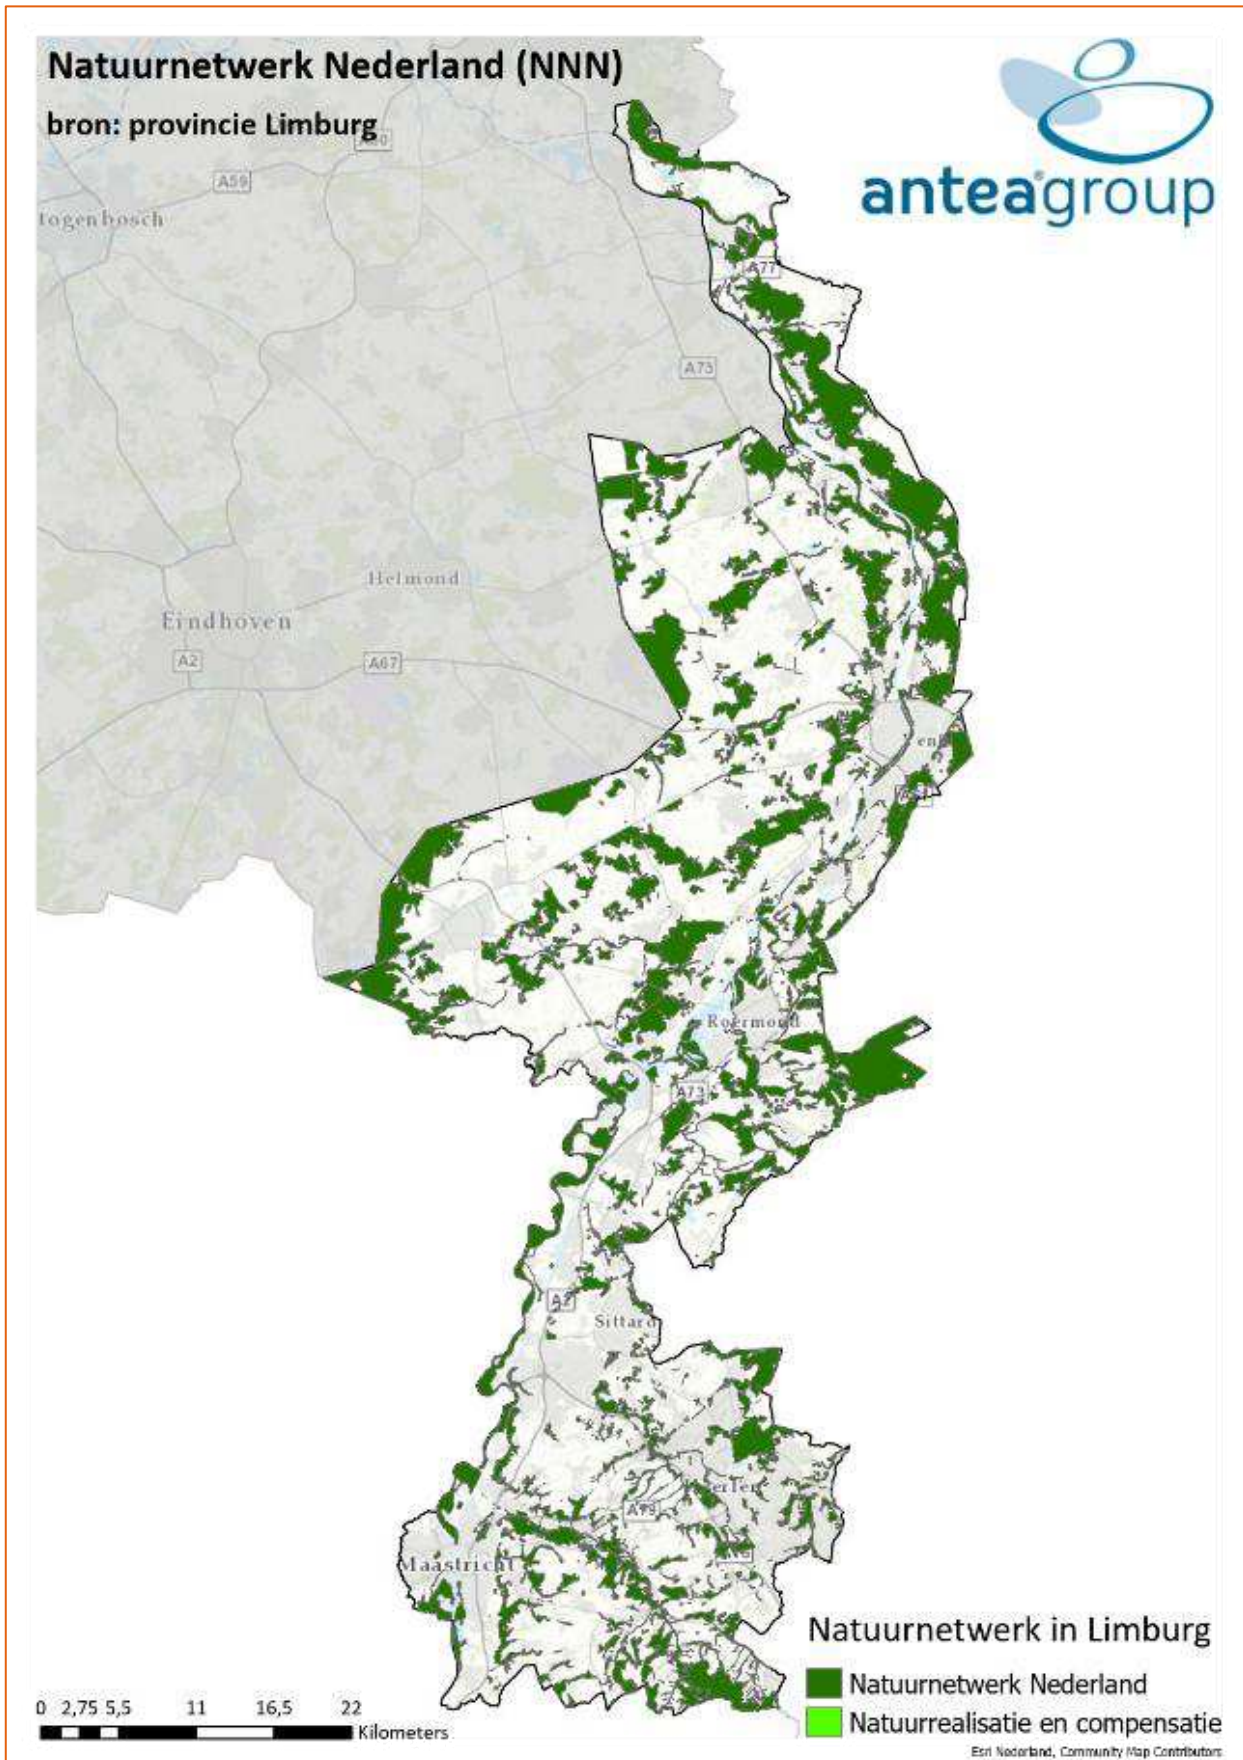 Natuurnetwerk Nederland (NNN)
bron: provincie Limburg
anteagroup
A59
togenbosch
A77
A73
Helmond
Eindhoven
A2
A67
Roermond
A73
A2
Sittard
A79
Maastricht
Natuurnetwerk in Limburg
Natuurnetwerk Nederland
Natuurrealisatie en compensatie
0 2,75 5,5 11 16,5 22
Kilometers
Esri Nederland, Community Map Contributors